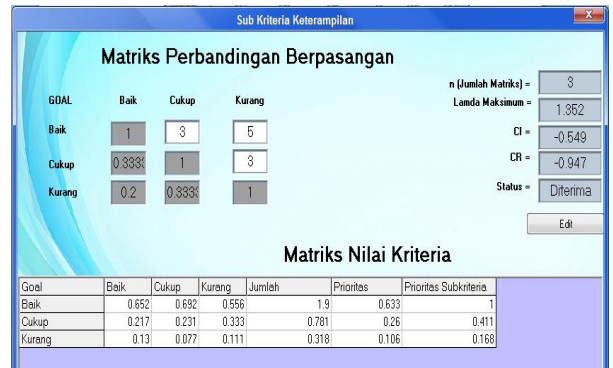 Sub Kriteria Keterampilan
Matriks Perbandingan Berpasangan
n (Jumlah Matriks) = 3
Lamda Maksimum = 1.352
CI = -0.549
CR = -0.947
Status = Diterima
Edit
GOAL Baik Cukup Kurang
Baik 1 3 5
Cukup 0.3333 1 3
Kurang 0.2 0.3333 1
Matriks Nilai Kriteria
Goal Baik Cukup Kurang Jumlah Prioritas Prioritas Subkriteria
Baik 0.652 0.692 0.556 1.9 0.633 1
Cukup 0.217 0.231 0.333 0.781 0.26 0.411
Kurang 0.13 0.077 0.111 0.318 0.106 0.168